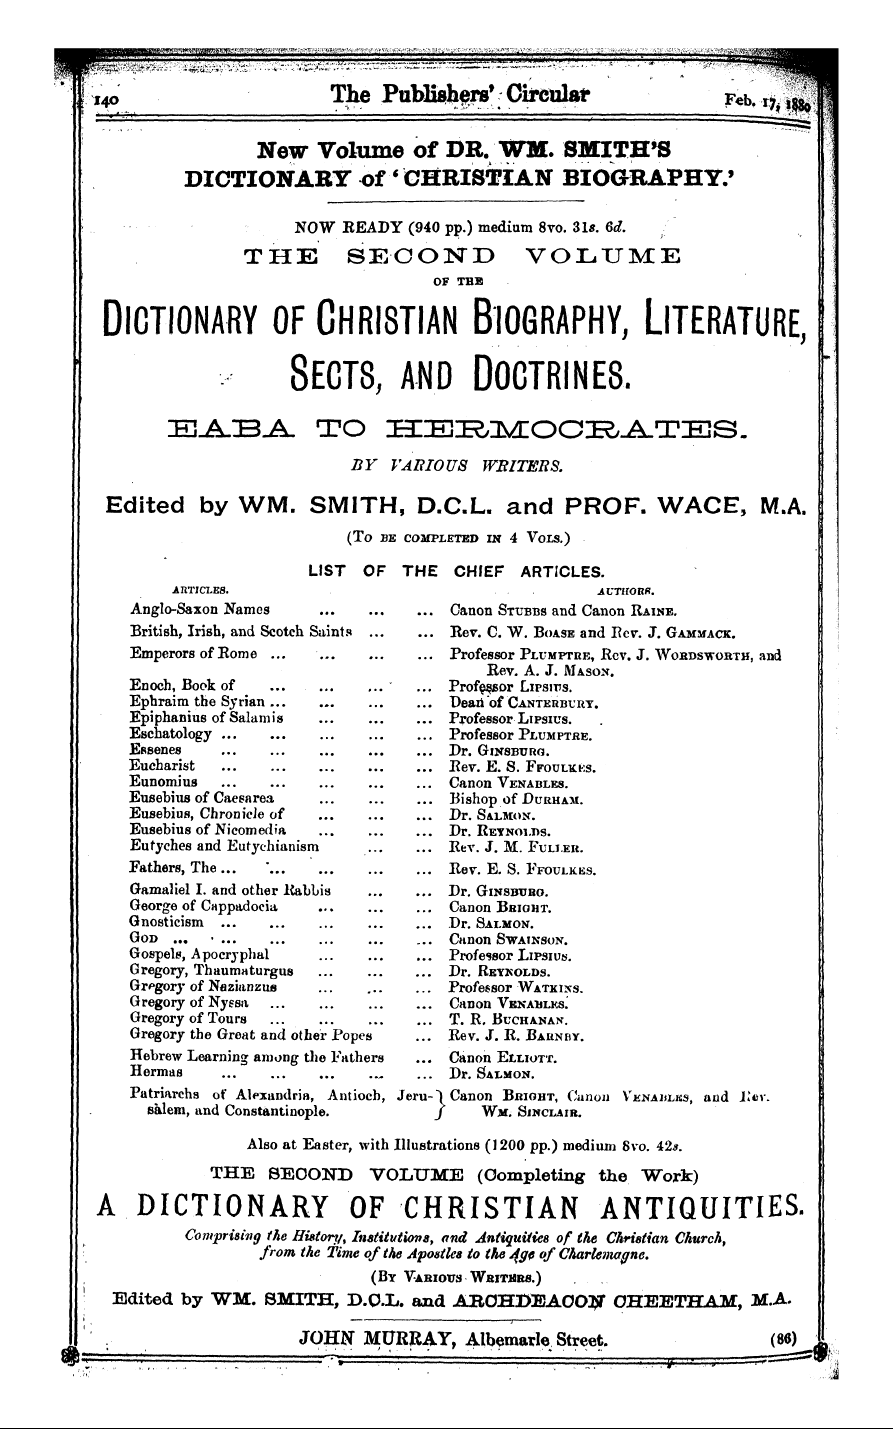 140 The Publishers' Circular Feb. 17, 1880
New Volume of DR. WM. SMITH'S
DICTIONARY of 'CHRISTIAN BIOGRAPHY.'
NOW READY (940 pp.) medium 8vo. 31s. 6d.
THE SECOND VOLUME
OF THE
DICTIONARY OF CHRISTIAN BIOGRAPHY, LITERATURE,
SECTS, AND DOCTRINES.
EABA TO HERMOCRATES.
BY VARIOUS WRITERS.
Edited by WM. SMITH, D.C.L. and PROF. WACE, M.A.
(TO BE COMPLETED IN 4 VOLS.)
LIST OF THE CHIEF ARTICLES.
ARTICLES. AUTHORS.
Anglo-Saxon Names ... ... ... Canon STUBBS and Canon RAINE.
British, Irish, and Scotch Saints ... ... Rev. C. W. BOASE and Rev. J. GAMMACK.
Emperors of Rome ... ... ... ... Professor PLUMPTRE, Rev. J. WORDSWORTH, and
Rev. A. J. MASON.
Enoch, Book of ... ... ... ... Professor LIPSIUS.
Ephraim the Syrian ... ... ... ... Dean of CANTERBURY.
Epiphanius of Salamis ... ... ... Professor LIPSIUS.
Eschatology ... ... ... ... ... Professor PLUMPTRE.
Essenes ... ... ... ... ... Dr. GINSBURG.
Eucharist ... ... ... ... ... Rev. E. S. FFOULKES.
Eunomius ... ... ... ... ... Canon VENABLES.
Eusebius of Caesarea ... ... ... Bishop of DURHAM.
Eusebius, Chronicle of ... ... ... Dr. SALMON.
Eusebius of Nicomedia ... ... ... Dr. REYNOLDS.
Eutyches and Eutychianism ... ... Rev. J. M. FULLER.
Fathers, The ... ... ... ... ... Rev. E. S. FFOULKES.
Gamaliel I. and other Rabbis ... ... Dr. GINSBURG.
George of Cappadocia ... ... ... Canon BRIGHT.
Gnosticism ... ... ... ... ... Dr. SALMON.
GOD ... ... ... ... ... ... Canon SWAINSON.
Gospels, Apocryphal ... ... ... Professor LIPSIUS.
Gregory, Thaumaturgus ... ... ... Dr. REYNOLDS.
Gregory of Nazianzus ... ... ... Professor WATKINS.
Gregory of Nyssa ... ... ... ... Canon VENABLES.
Gregory of Tours ... ... ... ... T. R. BUCHANAN.
Gregory the Great and other Popes ... Rev. J. R. BARNBY.
Hebrew Learning among the Fathers ... Canon ELLIOTT.
Hermas ... ... ... ... ... Dr. SALMON.
Patriarchs of Alexandria, Antioch, Jeru-} Canon BRIGHT, Canon VENABLES, and Rev.
salem, and Constantinople. } WM. SINCLAIR.
Also at Easter, with Illustrations (1200 pp.) medium 8vo. 42s.
THE SECOND VOLUME (Completing the Work)
A DICTIONARY OF CHRISTIAN ANTIQUITIES.
Comprising the History, Institutions, and Antiquities of the Christian Church,
from the Time of the Apostles to the Age of Charlemagne.
(BY VARIOUS WRITERS.)
Edited by WM. SMITH, D.C.L. and ARCHDEACON CHEETHAM, M.A.
JOHN MURRAY, Albemarle Street. (86)